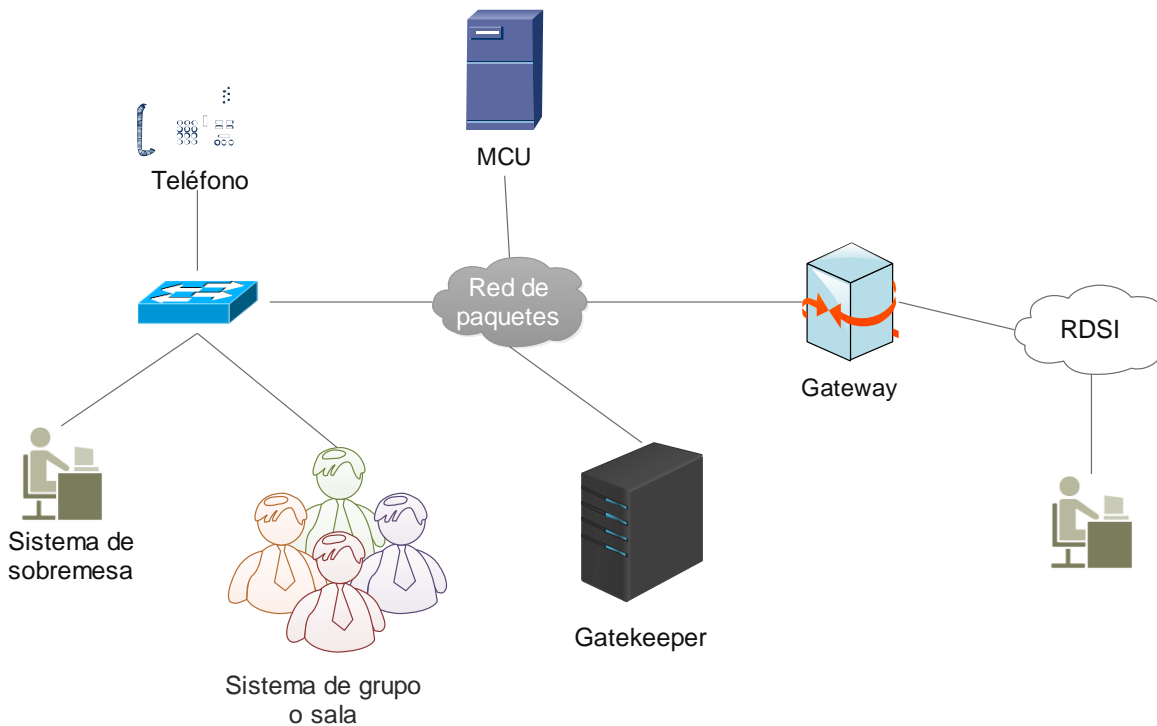 MCU
Teléfono
Red de
paquetes
RDSI
Gateway
Sistema de
sobremesa
Gatekeeper
Sistema de grupo
o sala